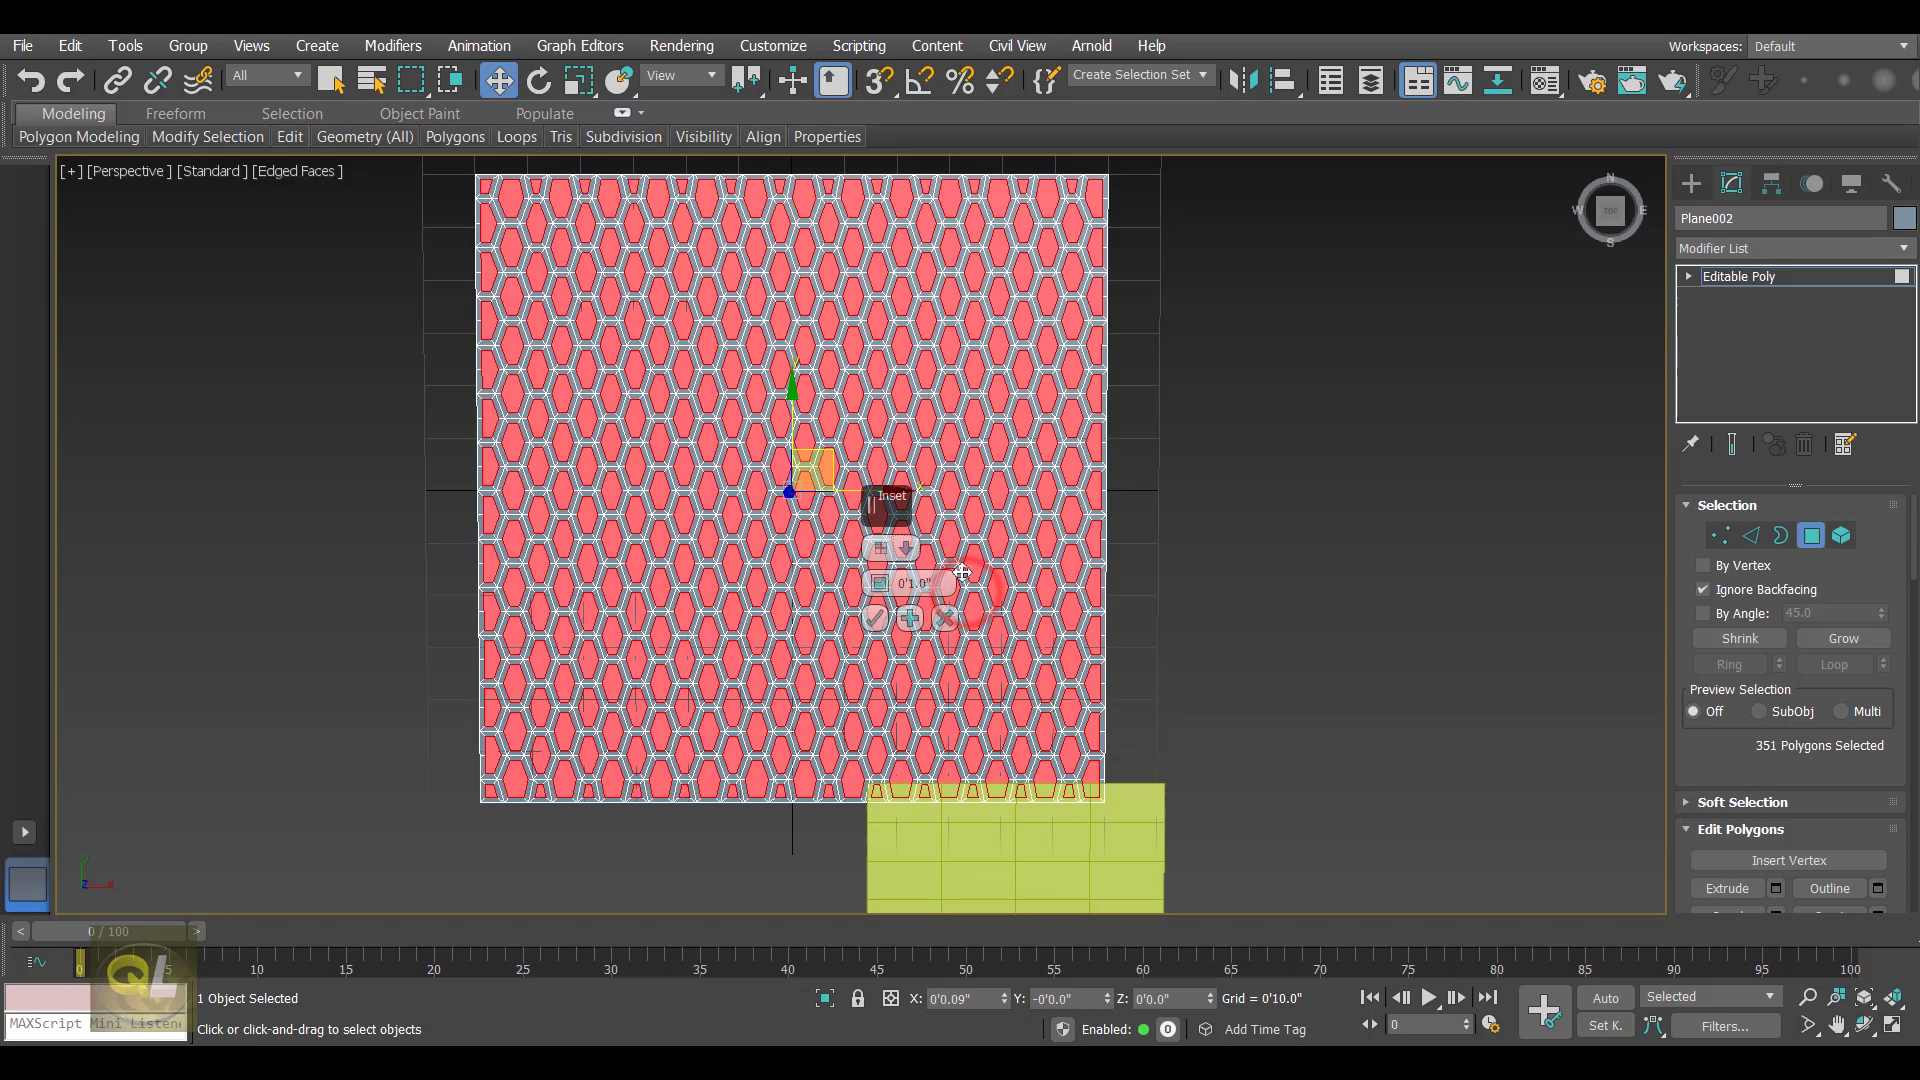 File Edit Tools Group Views Create Modifiers Animation Graph Editors Rendering Customize Scripting Content Civil View Arnold Help Workspaces: Default
All View 3 Create Selection Set
Modeling Freeform Selection Object Paint Populate
Polygon Modeling Modify Selection Edit Geometry (All) Polygons Loops Tris Subdivision Visibility Align Properties
[+] [Perspective ] [Standard ] [Edged Faces ]
N
W TOP E
S
Plane002
Modifier List
Editable Poly
y
x
Inset
0'1.0"
Selection
By Vertex
Ignore Backfacing
By Angle: 45.0
Shrink Grow
Ring Loop
Preview Selection
Off SubObj Multi
351 Polygons Selected
Soft Selection
Edit Polygons
Insert Vertex
Extrude Outline
y
z x
< 0 / 100 >
0 5 10 15 20 25 30 35 40 45 50 55 60 65 70 75 80 85 90 95 100
QL
1 Object Selected X: 0'0.09" Y: -0'0.0" Z: 0'0.0" Grid = 0'10.0" Auto Selected
MAXScript Mini Listene Click or click-and-drag to select objects Enabled: 0 Add Time Tag 0 Set K. Filters...